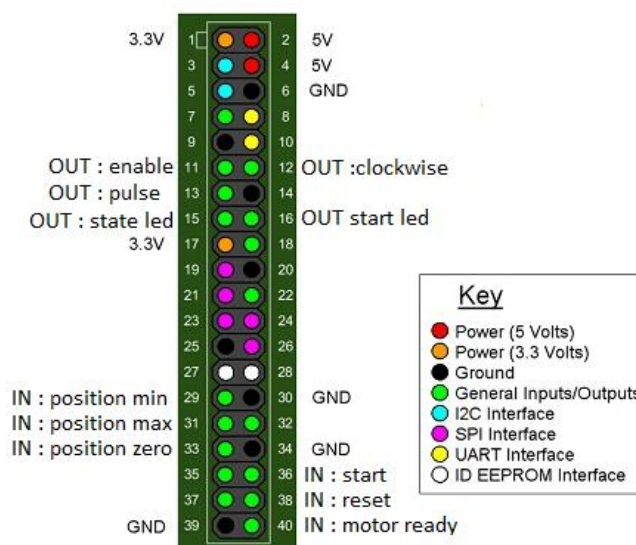 3.3V 1 2 5V
3 4 5V
5 6 GND
7 8
9 10
OUT : enable 11 12 OUT :clockwise
OUT : pulse 13 14
OUT : state led 15 16 OUT start led
3.3V 17 18
19 20
21 22
23 24
25 26
27 28
IN : position min 29 30 GND
IN : position max 31 32
IN : position zero 33 34 GND
35 36 IN : start
37 38 IN : reset
GND 39 40 IN : motor ready
Key
Power (5 Volts)
Power (3.3 Volts)
Ground
General Inputs/Outputs
I2C Interface
SPI Interface
UART Interface
ID EEPROM Interface